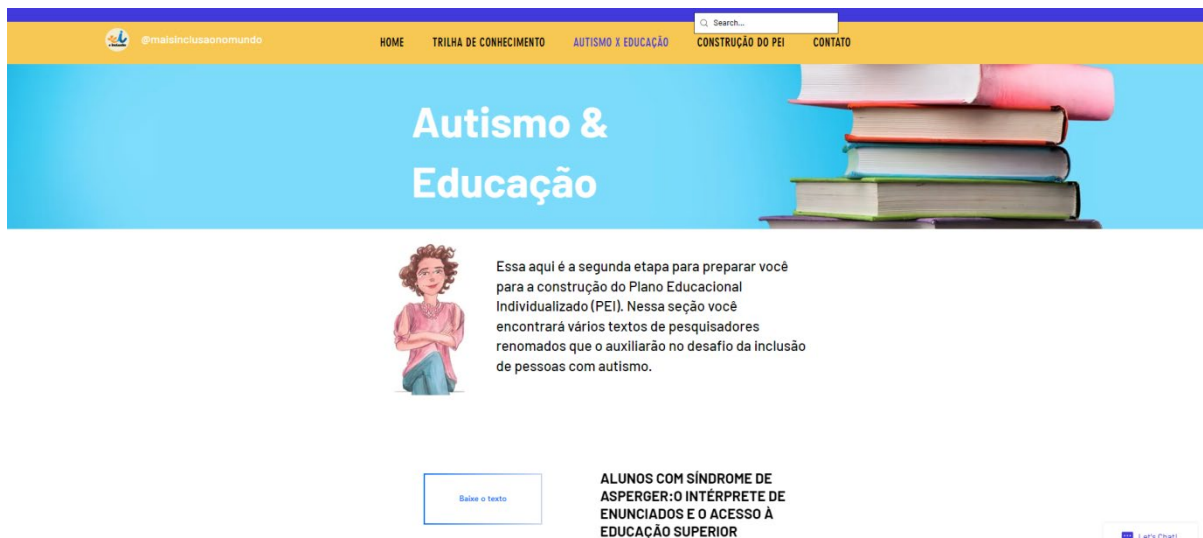 Search...
@maisinclusaonomundo
HOME TRILHA DE CONHECIMENTO AUTISMO X EDUCAÇÃO CONSTRUÇÃO DO PEI CONTATO
Autismo &
Educação
Essa aqui é a segunda etapa para preparar você
para a construção do Plano Educacional
Individualizado (PEI). Nessa seção você
encontrará vários textos de pesquisadores
renomados que o auxiliarão no desafio da inclusão
de pessoas com autismo.
Baixe o texto
ALUNOS COM SÍNDROME DE
ASPERGER:O INTÉRPRETE DE
ENUNCIADOS E O ACESSO À
EDUCAÇÃO SUPERIOR
Let's Chat!